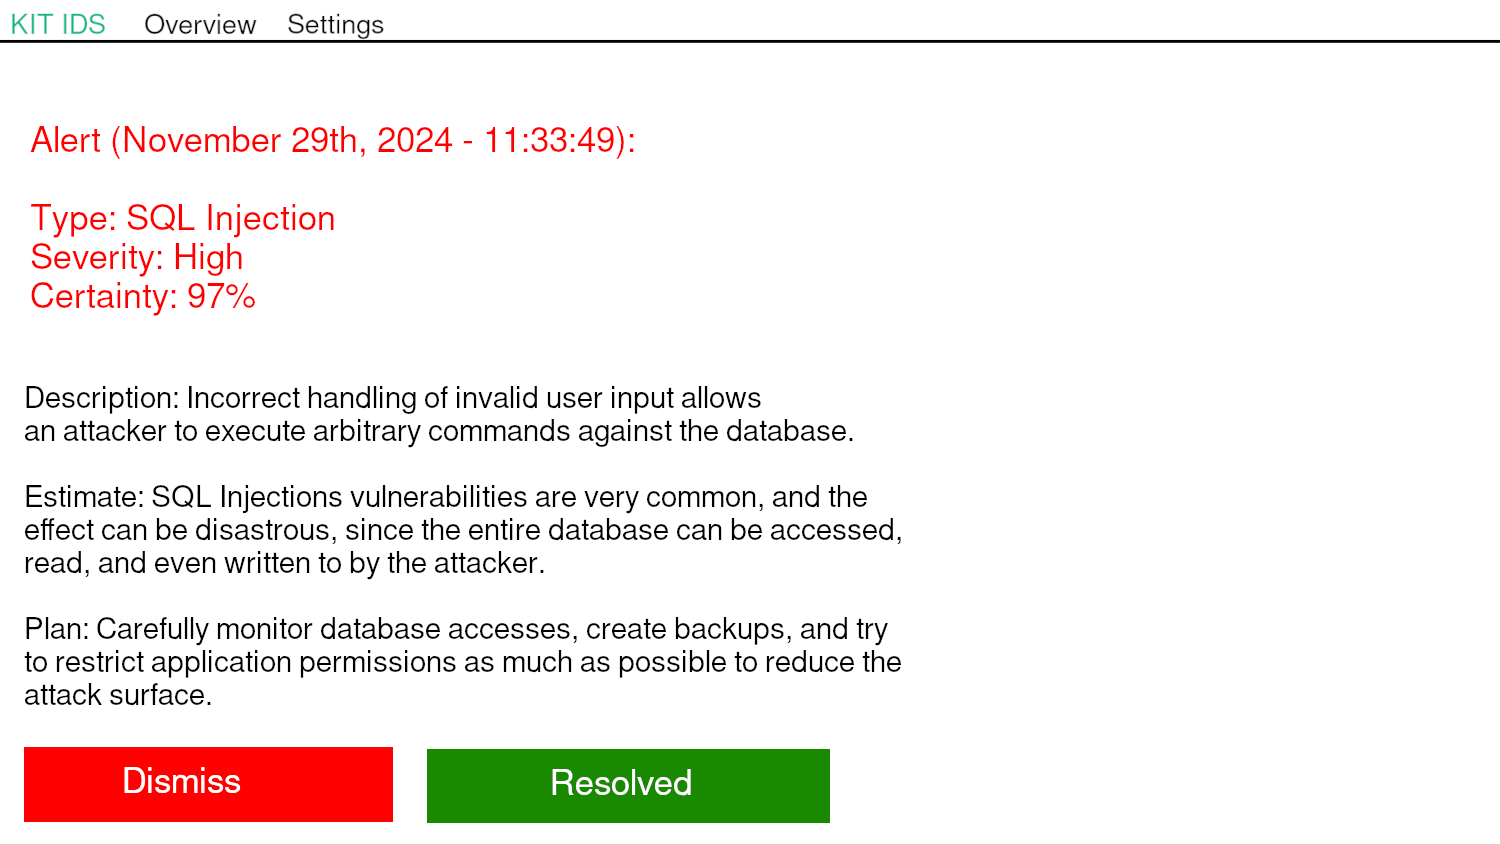 KIT IDS Overview Settings
Alert (November 29th, 2024 - 11:33:49):
Type: SQL Injection
Severity: High
Certainty: 97%
Description: Incorrect handling of invalid user input allows
an attacker to execute arbitrary commands against the database.
Estimate: SQL Injections vulnerabilities are very common, and the
effect can be disastrous, since the entire database can be accessed,
read, and even written to by the attacker.
Plan: Carefully monitor database accesses, create backups, and try
to restrict application permissions as much as possible to reduce the
attack surface.
Dismiss Resolved